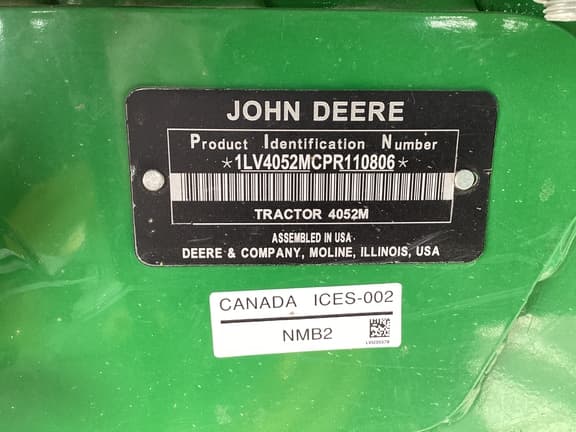 JOHN DEERE
Product Identification Number
*1LV4052MCPR110806*
TRACTOR 4052M
ASSEMBLED IN USA
DEERE & COMPANY, MOLINE, ILLINOIS, USA
CANADA ICES-002
NMB2